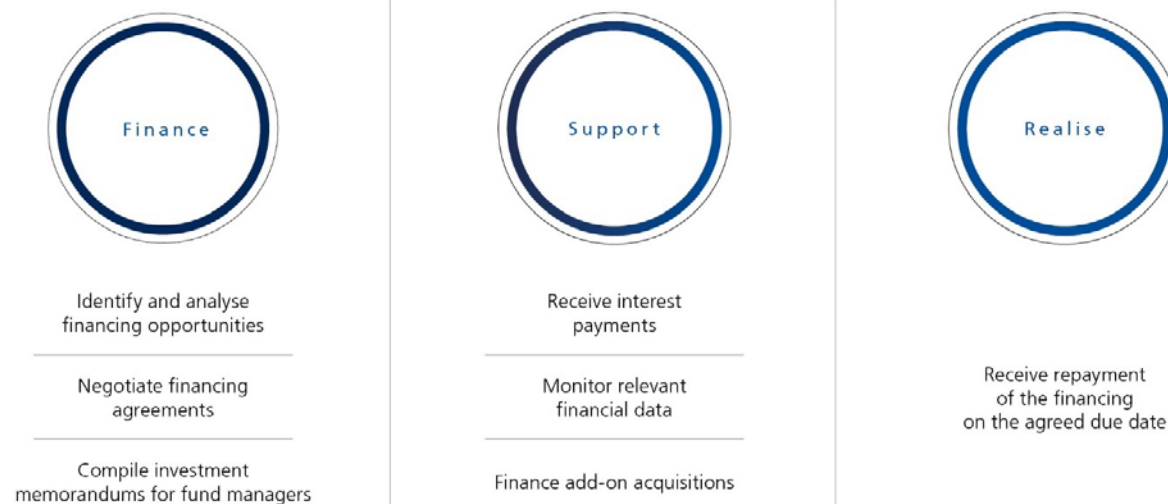 Finance
Identify and analyse
financing opportunities
Negotiate financing
agreements
Compile investment
memorandums for fund managers
Support
Receive interest
payments
Monitor relevant
financial data
Finance add-on acquisitions
Realise
Receive repayment
of the financing
on the agreed due date